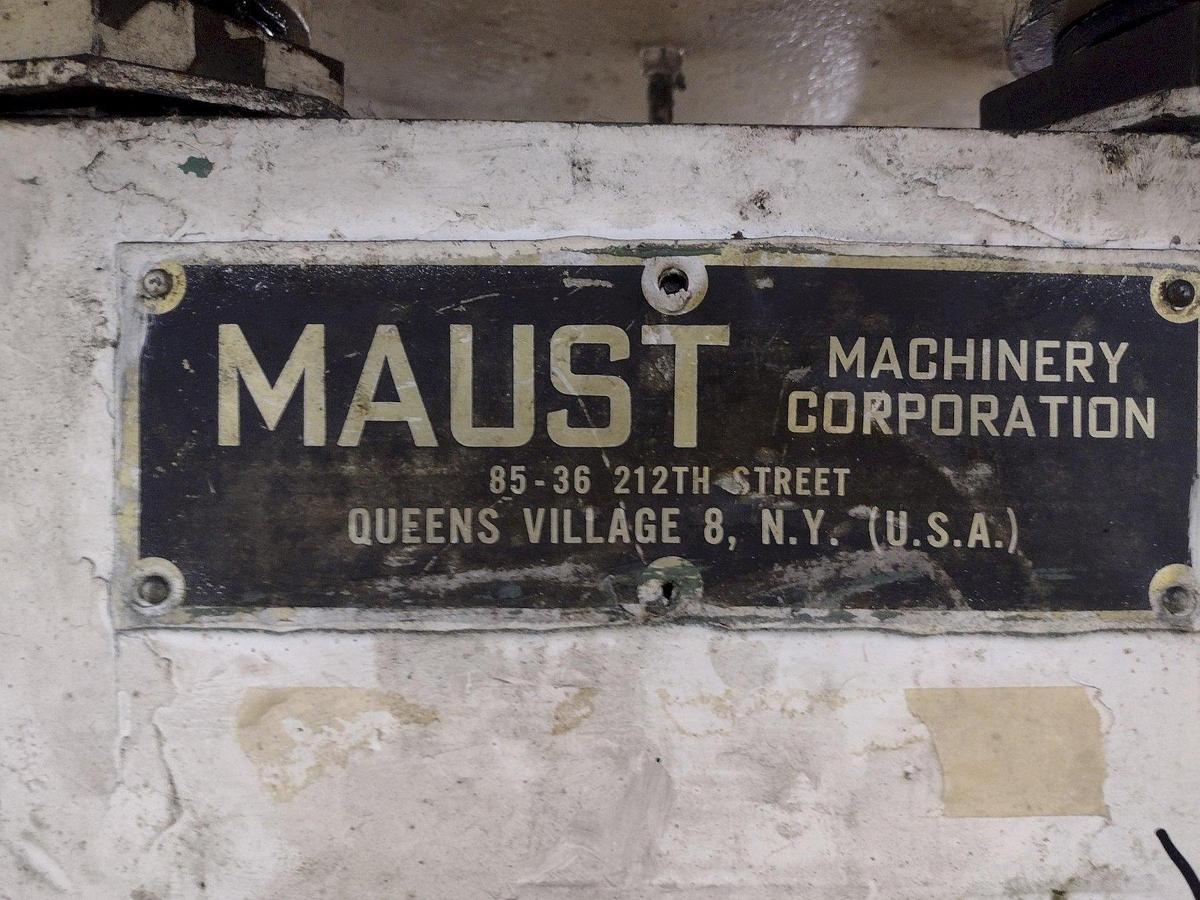 MAUST MACHINERY
CORPORATION
85-36 212TH STREET
QUEENS VILLAGE 8, N.Y. (U.S.A.)